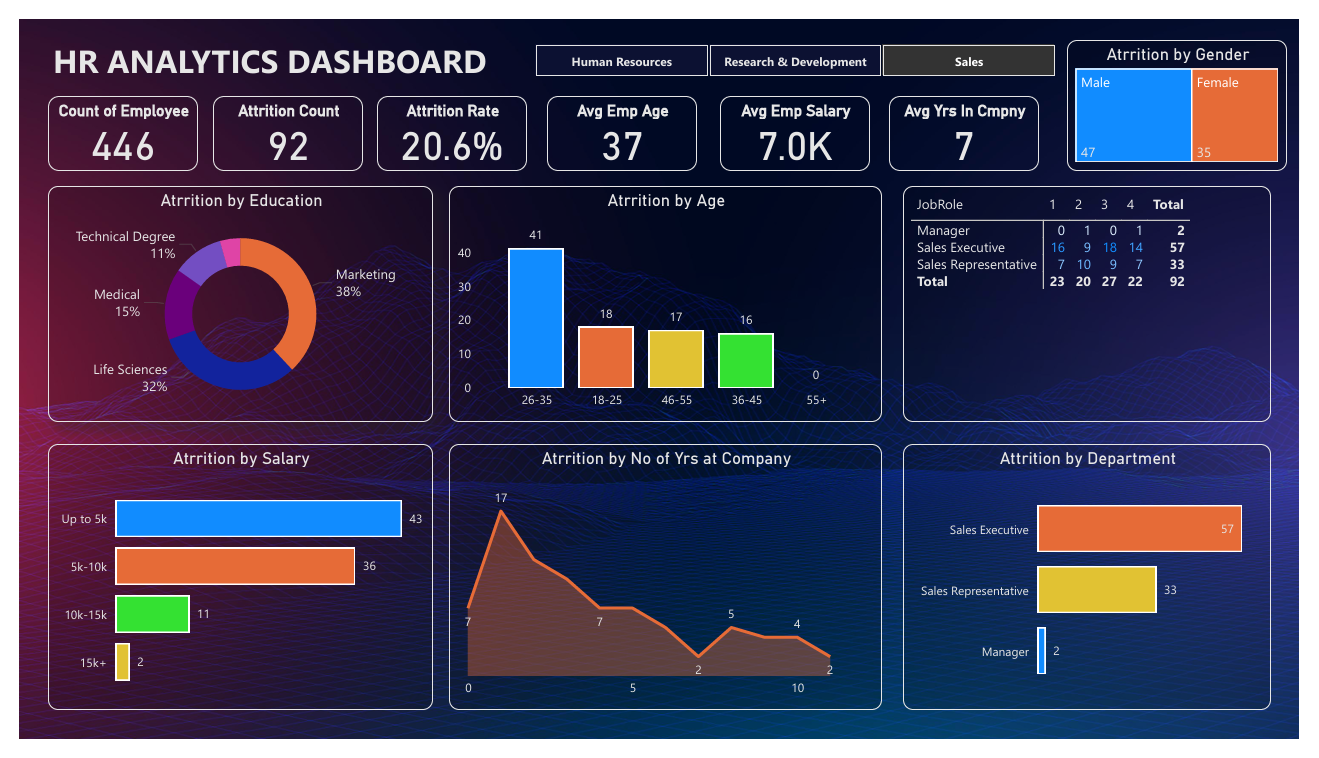 HR ANALYTICS DASHBOARD
Human Resources
Research & Development
Sales
Atrrition by Gender
Male
Female
47
35
Count of Employee
446
Attrition Count
92
Attrition Rate
20.6%
Avg Emp Age
37
Avg Emp Salary
7.0K
Avg Yrs In Cmpny
7
Atrrition by Education
Technical Degree
11%
Marketing
38%
Medical
15%
Life Sciences
32%
Atrrition by Age
41
40
30
20
10
0
18
17
16
0
26-35
18-25
46-55
36-45
55+
JobRole 1 2 3 4 Total
Manager 0 1 0 1 2
Sales Executive 16 9 18 14 57
Sales Representative 7 10 9 7 33
Total 23 20 27 22 92
Atrrition by Salary
Up to 5k 43
5k-10k 36
10k-15k 11
15k+ 2
Atrrition by No of Yrs at Company
17
7
7
2
5
4
2
0
5
10
Attrition by Department
Sales Executive 57
Sales Representative 33
Manager 2